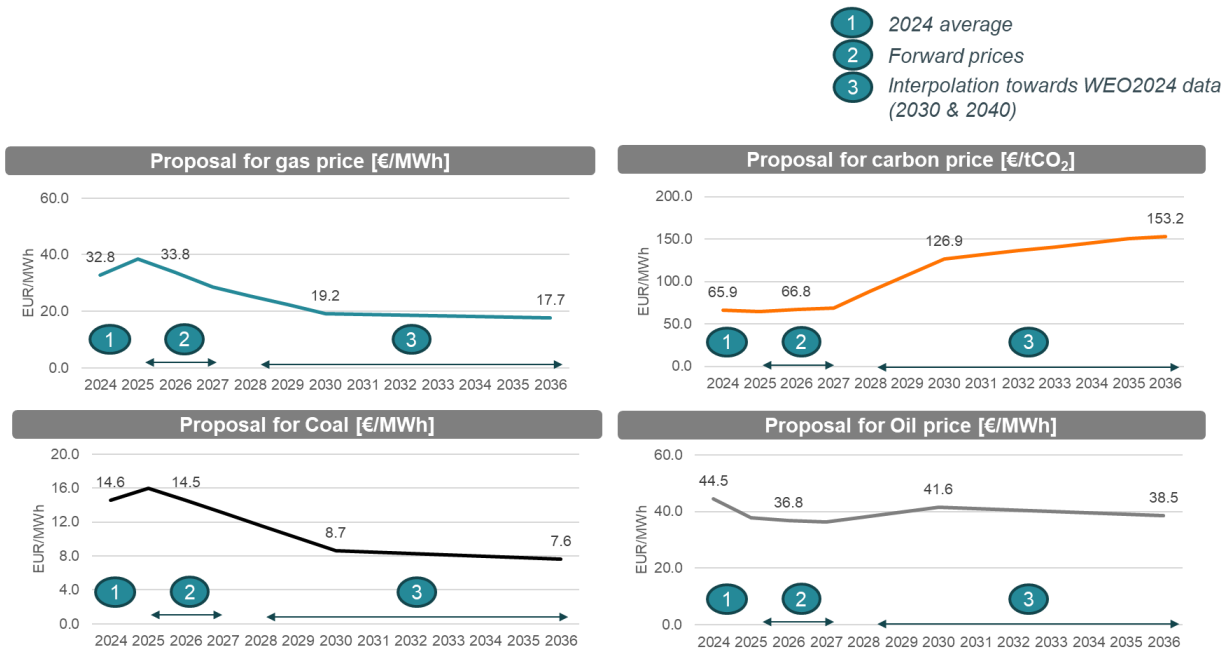 1 2024 average
2 Forward prices
3 Interpolation towards WEO2024 data
(2030 & 2040)
Proposal for gas price [€/MWh]
60.0
40.0
20.0
0.0
EUR/MWh
32.8
33.8
19.2
17.7
1 2 3
2024 2025 2026 2027 2028 2029 2030 2031 2032 2033 2034 2035 2036
Proposal for carbon price [€/tCO₂]
200.0
150.0
100.0
50.0
0.0
EUR/MWh
65.9
66.8
126.9
153.2
1 2 3
2024 2025 2026 2027 2028 2029 2030 2031 2032 2033 2034 2035 2036
Proposal for Coal [€/MWh]
20.0
16.0
12.0
8.0
4.0
0.0
EUR/MWh
14.6
14.5
8.7
7.6
1 2 3
2024 2025 2026 2027 2028 2029 2030 2031 2032 2033 2034 2035 2036
Proposal for Oil price [€/MWh]
60.0
40.0
20.0
0.0
EUR/MWh
44.5
36.8
41.6
38.5
1 2 3
2024 2025 2026 2027 2028 2029 2030 2031 2032 2033 2034 2035 2036